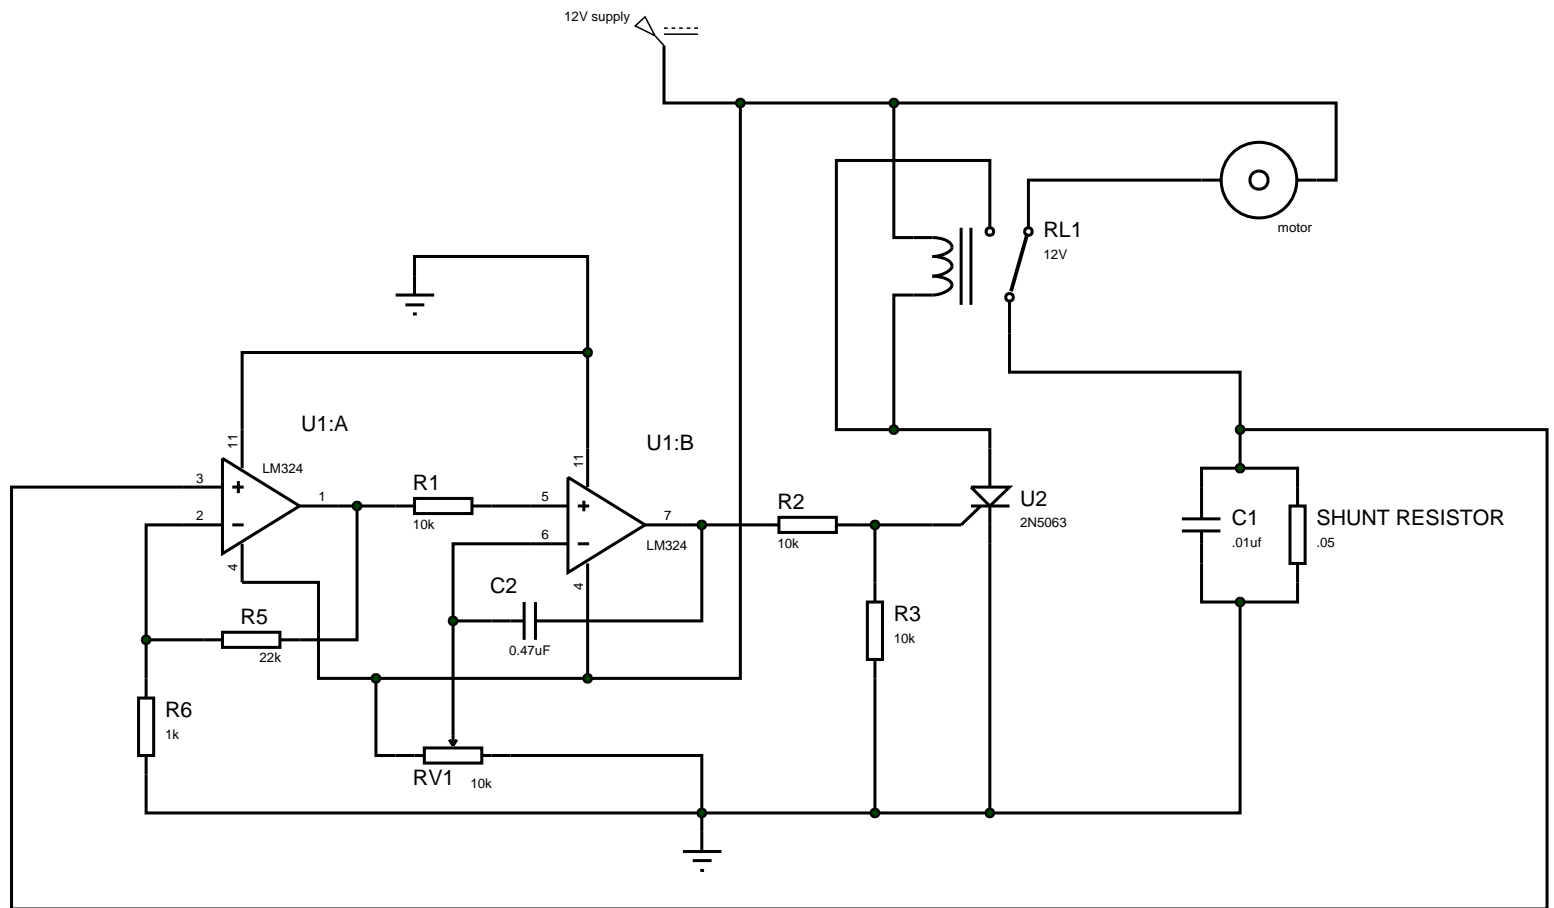 12V supply
motor
RL1
12V
U1:A
U1:B
11
LM324
3
+
1
2
-
4
R1
10k
11
5
+
7
6
-
LM324
4
R2
10k
U2
2N5063
C1
.01uf
SHUNT RESISTOR
.05
C2
0.47uF
R5
22k
R3
10k
R6
1k
RV1
10k